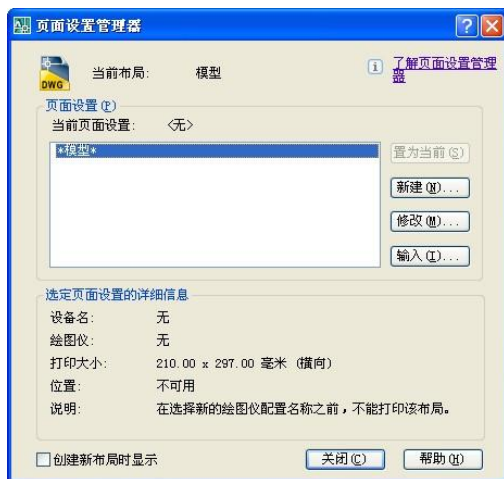 页面设置管理器
DWG
当前布局: 模型
了解页面设置管理器
页面设置(P)
当前页面设置: <无>
*模型*
置为当前(S)
新建(N)...
修改(M)...
输入(I)...
选定页面设置的详细信息
设备名: 无
绘图仪: 无
打印大小: 210.00 x 297.00 毫米 (横向)
位置: 不可用
说明: 在选择新的绘图仪配置名称之前,不能打印该布局。
创建新布局时显示
关闭(C)
帮助(H)